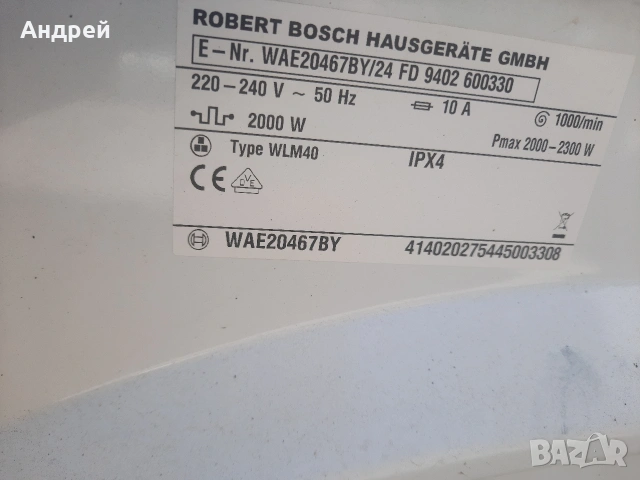 Андрей
ROBERT BOSCH HAUSGERÄTE GMBH
E-Nr. WAE20467BY/24 FD 9402 600330
220-240 V ~ 50 Hz 10 A 1000/min
2000 W Pmax 2000-2300 W
Type WLM40 IPX4
CE DVE
WAE20467BY 414020275445003308
BAZAR